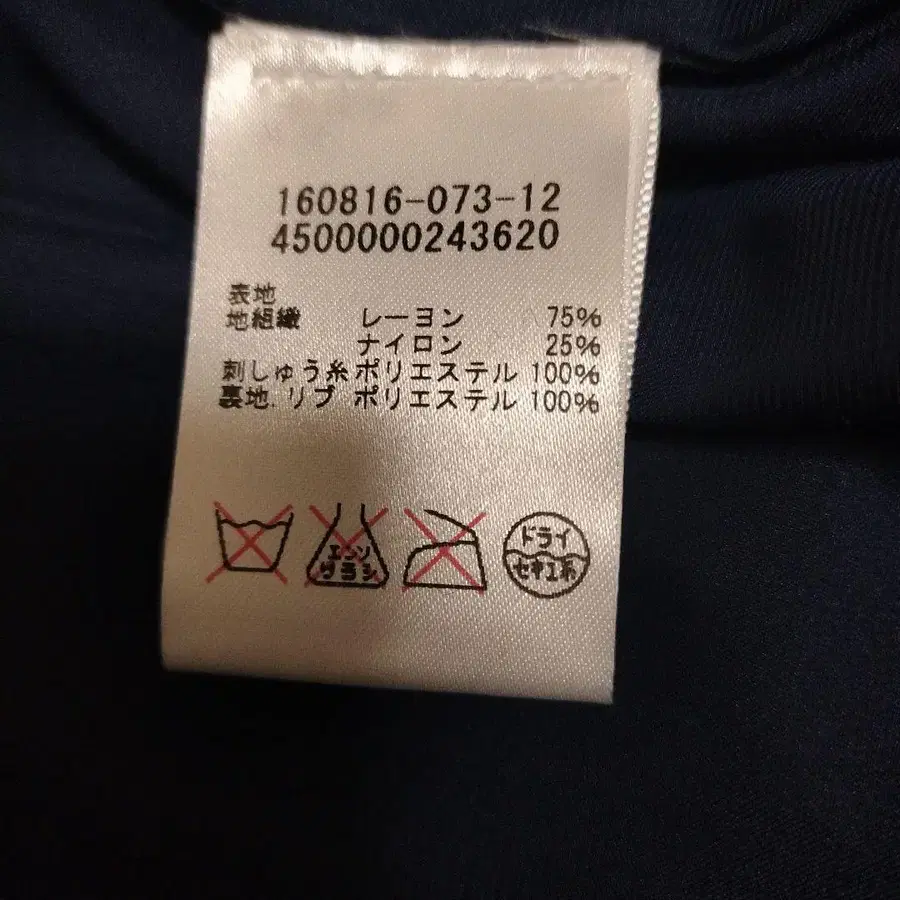 160816-073-12
4500000243620
表地
地組織 レーヨン 75%
ナイロン 25%
刺しゅう糸 ポリエステル 100%
裏地.リブ ポリエステル 100%
エンソ
サラシ
ドライ
セキユ系